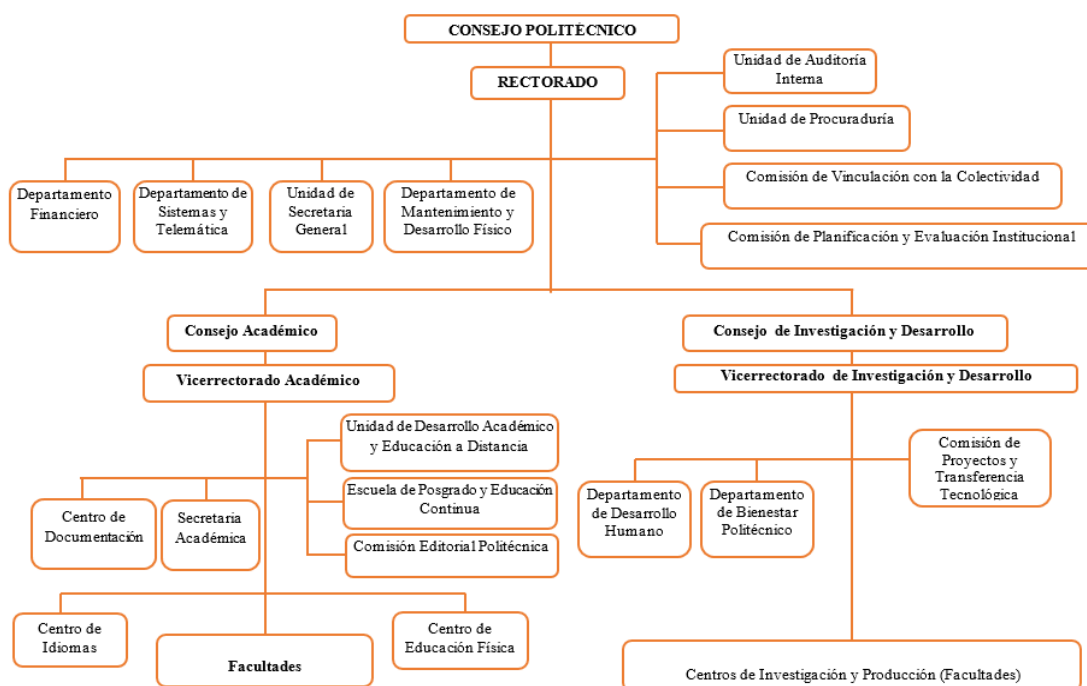 CONSEJO POLITÉCNICO
RECTORADO
Unidad de Auditoría
Interna
Unidad de Procuraduría
Comisión de Vinculación con la Colectividad
Comisión de Planificación y Evaluación Institucional
Departamento
Financiero
Departamento de
Sistemas y
Telemática
Unidad de
Secretaria
General
Departamento de
Mantenimiento y
Desarrollo Físico
Consejo Académico
Consejo de Investigación y Desarrollo
Vicerrectorado Académico
Vicerrectorado de Investigación y Desarrollo
Unidad de Desarrollo Académico
y Educación a Distancia
Escuela de Posgrado y Educación
Continua
Comisión Editorial Politécnica
Centro de
Documentación
Secretaria
Académica
Comisión de
Proyectos y
Transferencia
Tecnológica
Departamento
de Desarrollo
Humano
Departamento
de Bienestar
Politécnico
Centro de
Idiomas
Facultades
Centro de
Educación Física
Centros de Investigación y Producción (Facultades)